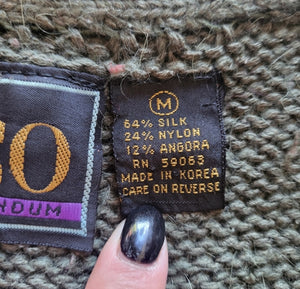 M
64% SILK
24% NYLON
12% ANGORA
RN. 59063
MADE IN KOREA
CARE ON REVERSE